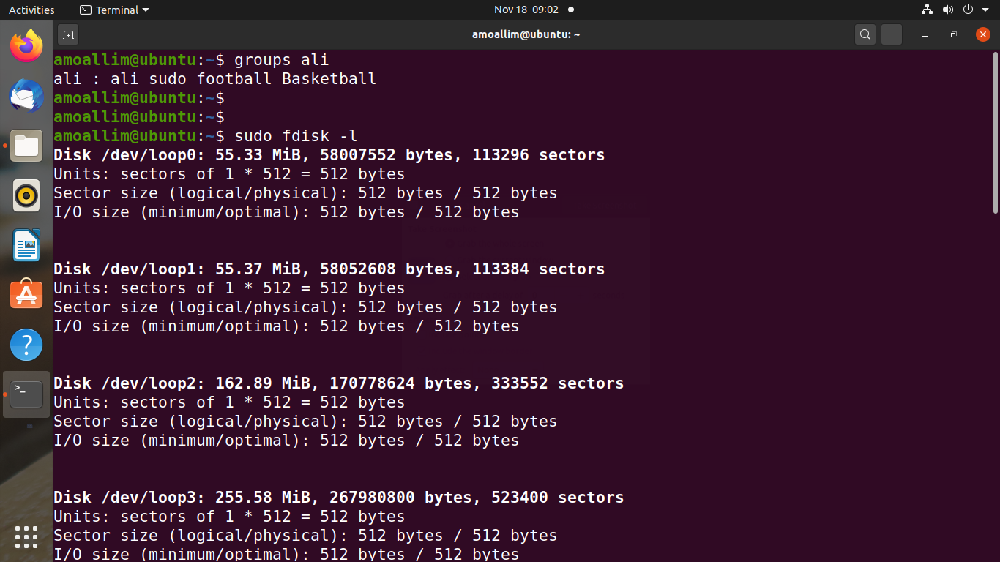 Activities
Terminal
Nov 18 09:02
amoallim@ubuntu: ~
amoallim@ubuntu:~$ groups ali
ali : ali sudo football Basketball
amoallim@ubuntu:~$
amoallim@ubuntu:~$
amoallim@ubuntu:~$ sudo fdisk -l
Disk /dev/loop0: 55.33 MiB, 58007552 bytes, 113296 sectors
Units: sectors of 1 * 512 = 512 bytes
Sector size (logical/physical): 512 bytes / 512 bytes
I/O size (minimum/optimal): 512 bytes / 512 bytes
Disk /dev/loop1: 55.37 MiB, 58052608 bytes, 113384 sectors
Units: sectors of 1 * 512 = 512 bytes
Sector size (logical/physical): 512 bytes / 512 bytes
I/O size (minimum/optimal): 512 bytes / 512 bytes
Disk /dev/loop2: 162.89 MiB, 170778624 bytes, 333552 sectors
Units: sectors of 1 * 512 = 512 bytes
Sector size (logical/physical): 512 bytes / 512 bytes
I/O size (minimum/optimal): 512 bytes / 512 bytes
Disk /dev/loop3: 255.58 MiB, 267980800 bytes, 523400 sectors
Units: sectors of 1 * 512 = 512 bytes
Sector size (logical/physical): 512 bytes / 512 bytes
I/O size (minimum/optimal): 512 bytes / 512 bytes